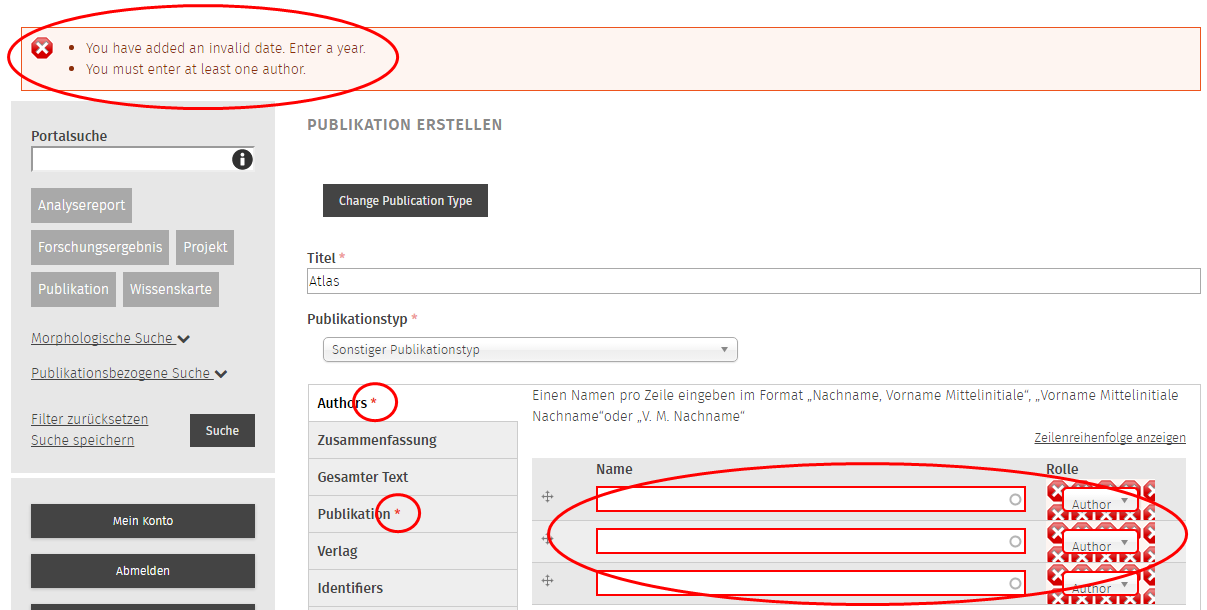 You have added an invalid date. Enter a year.
You must enter at least one author.
Portalsuche
PUBLIKATION ERSTELLEN
Change Publication Type
Analysereport
Forschungsergebnis Projekt
Publikation Wissenskarte
Titel *
Atlas
Publikationstyp *
Sonstiger Publikationstyp
Morphologische Suche
Publikationsbezogene Suche
Filter zurücksetzen
Suche speichern
Suche
Mein Konto
Abmelden
Authors *
Zusammenfassung
Gesamter Text
Publikation *
Verlag
Identifiers
Einen Namen pro Zeile eingeben im Format „Nachname, Vorname Mittelinitiale“, „Vorname Mittelinitiale
Nachname“oder „V. M. Nachname“
Zeilenreihenfolge anzeigen
Name Rolle
Author
Author
Author